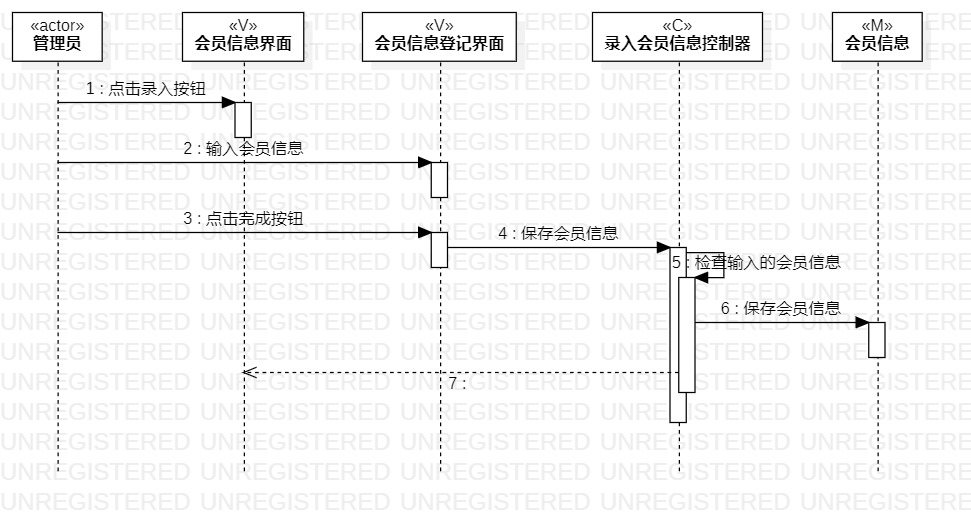 «actor»
管理员
«V»
会员信息界面
«V»
会员信息登记界面
«C»
录入会员信息控制器
«M»
会员信息
1 : 点击录入按钮
2 : 输入会员信息
3 : 点击完成按钮
4 : 保存会员信息
5 : 检查输入的会员信息
6 : 保存会员信息
7 :
UNREGISTERED UNREGISTERED UNREGISTERED UNREGISTERED UNREGISTERED